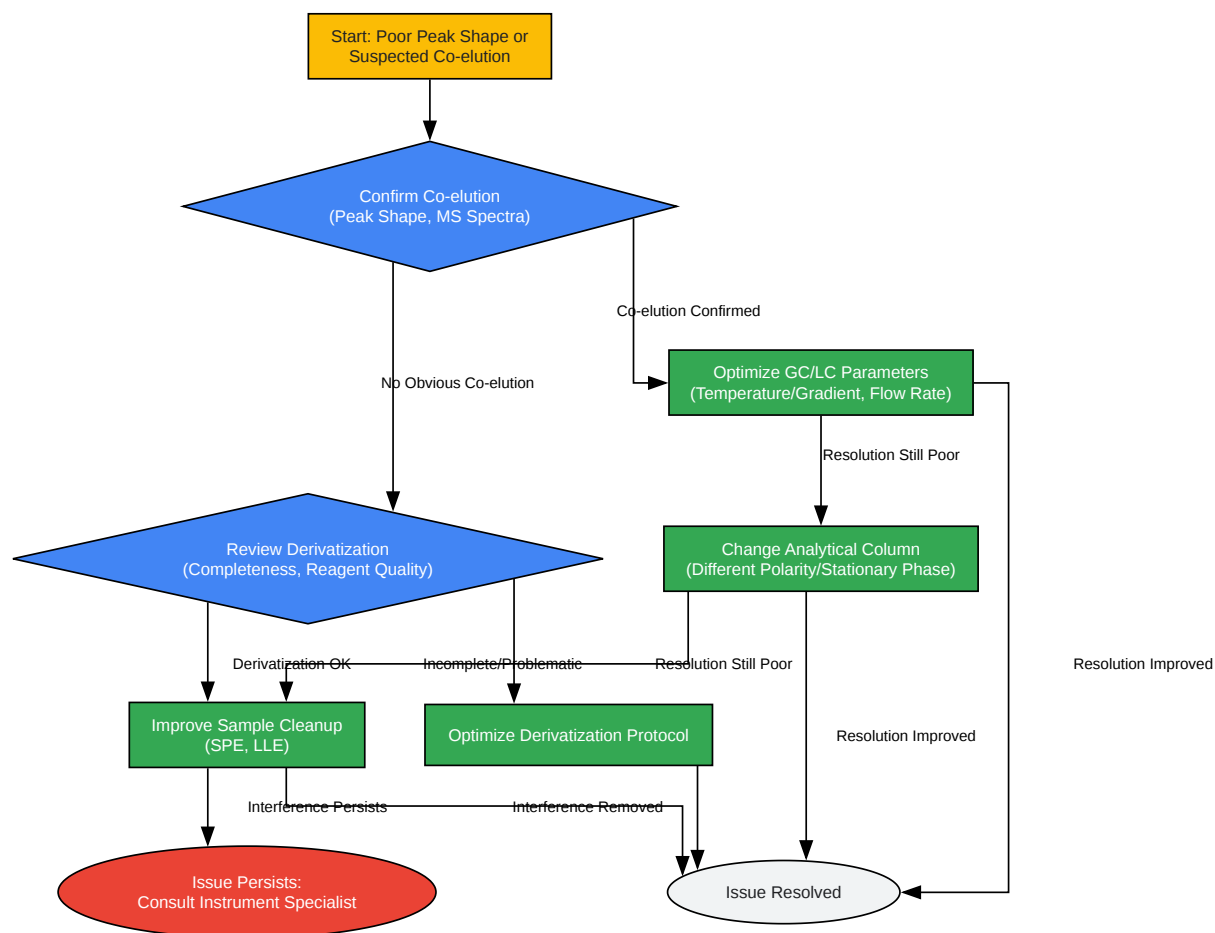 Start: Poor Peak Shape or
Suspected Co-elution
Confirm Co-elution
(Peak Shape, MS Spectra)
Co-elution Confirmed
No Obvious Co-elution
Optimize GC/LC Parameters
(Temperature/Gradient, Flow Rate)
Resolution Still Poor
Review Derivatization
(Completeness, Reagent Quality)
Change Analytical Column
(Different Polarity/Stationary Phase)
Derivatization OK
Incomplete/Problematic
Resolution Still Poor
Resolution Improved
Improve Sample Cleanup
(SPE, LLE)
Optimize Derivatization Protocol
Resolution Improved
Interference Persists
Interference Removed
Issue Persists:
Consult Instrument Specialist
Issue Resolved